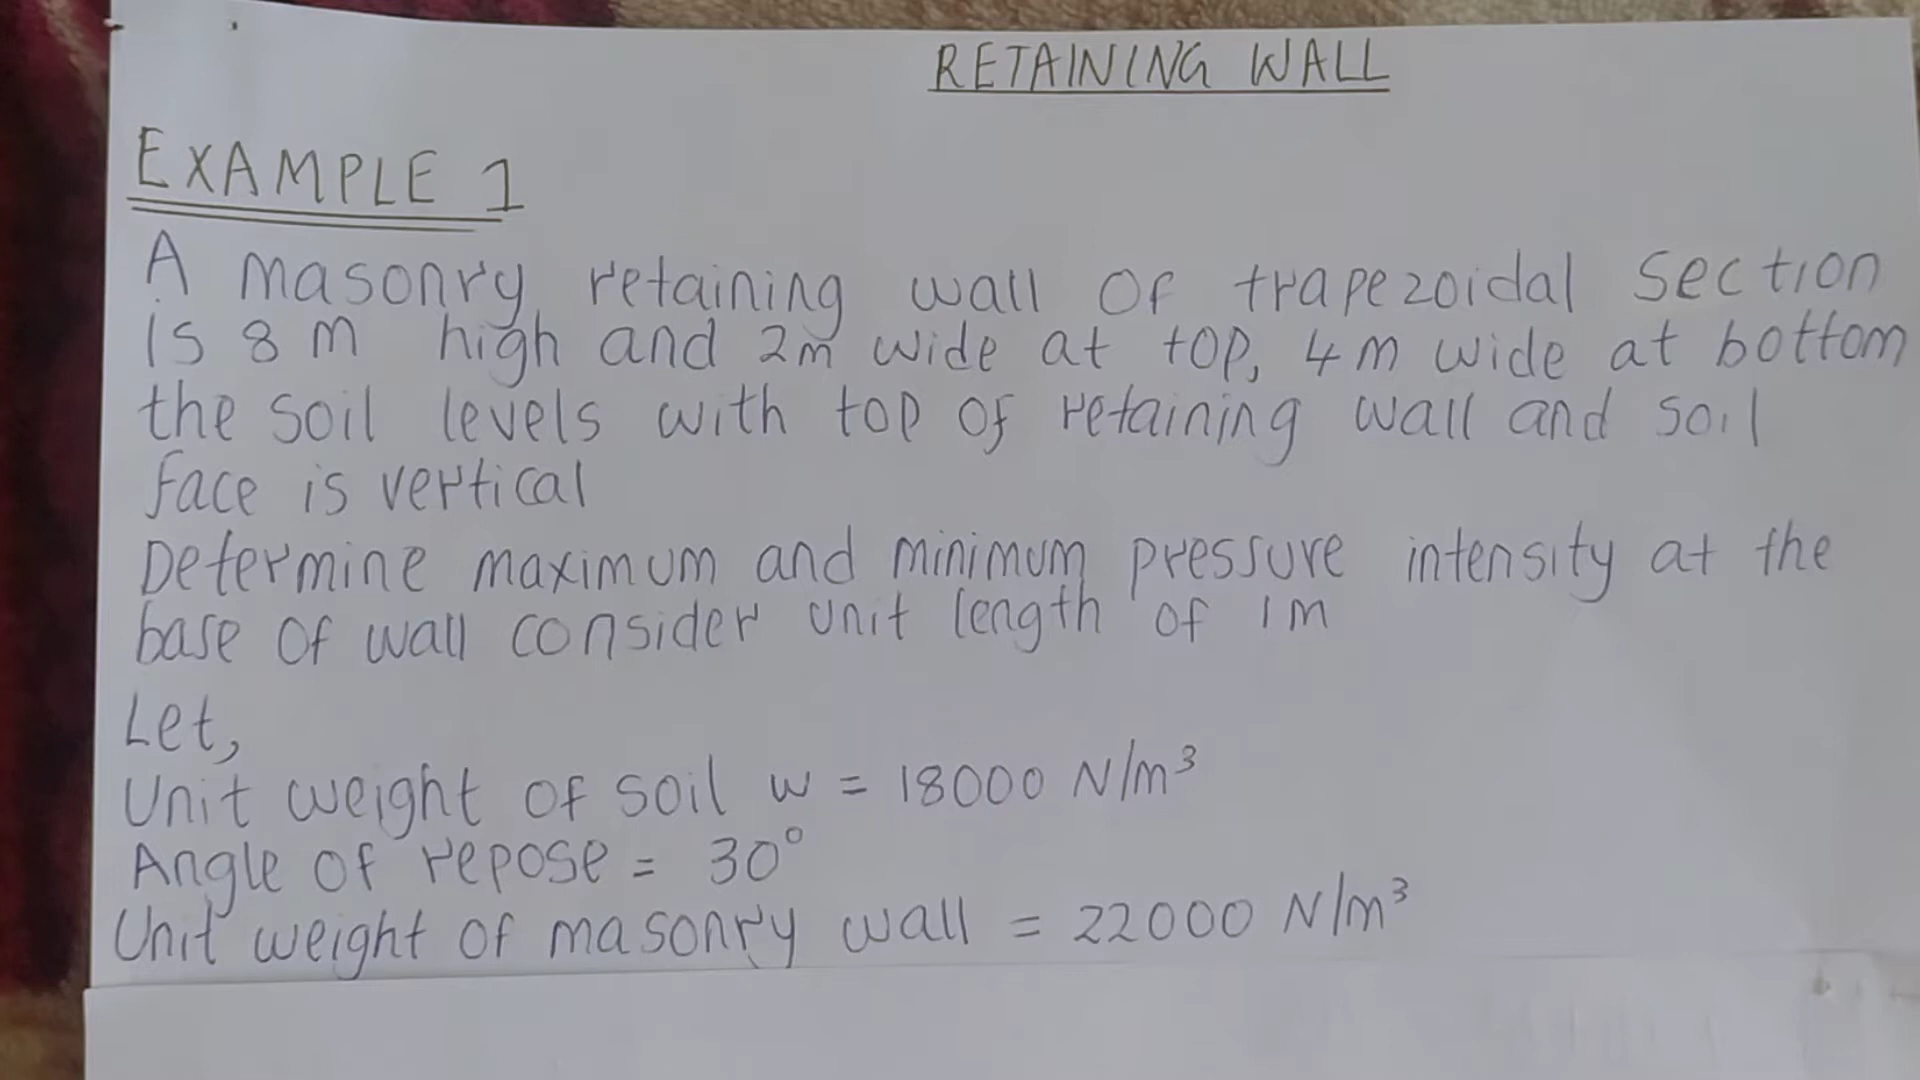 RETAINING WALL
EXAMPLE 1
A masonry retaining wall of trapezoidal section
is 8 m high and 2m wide at top, 4 m wide at bottom
the soil levels with top of retaining wall and soil
face is vertical
Determine maximum and minimum pressure intensity at the
base of wall consider unit length of 1 m
Let,
Unit weight of soil w = 18000 N/m³
Angle of repose = 30°
Unit weight of masonry wall = 22000 N/m³